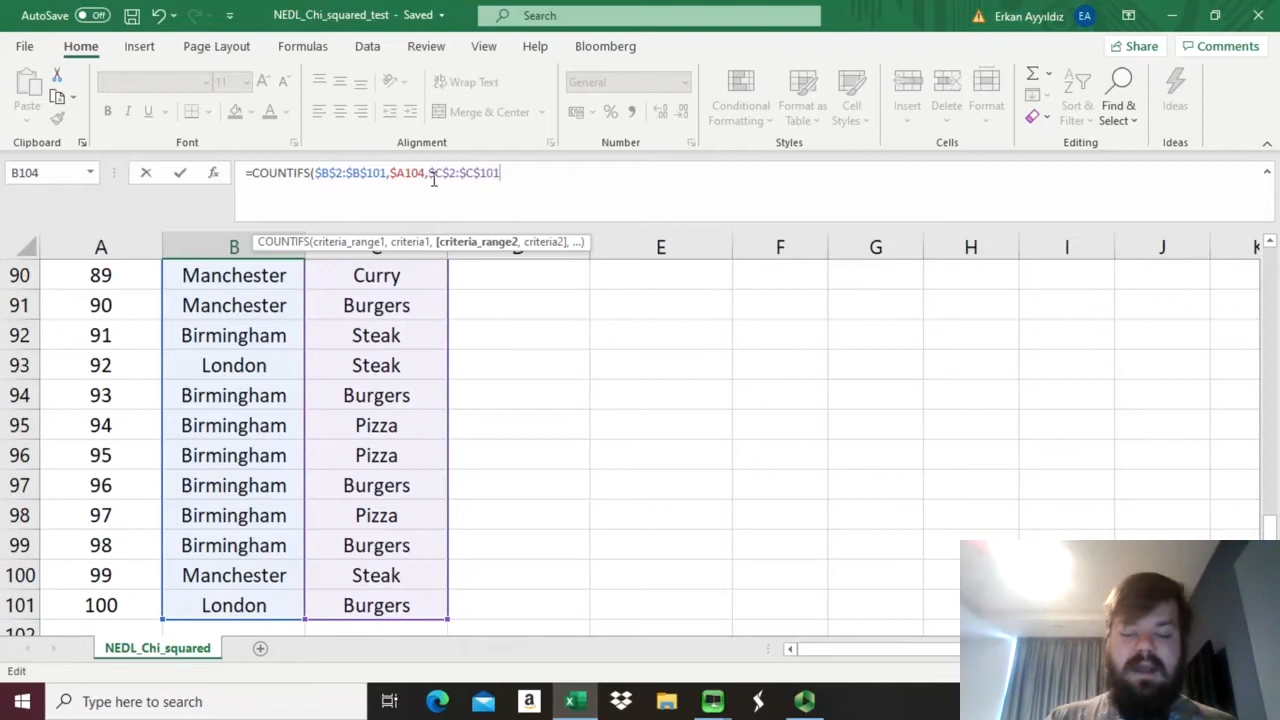 AutoSave Off NEDL_Chi_squared_test - Saved Search Erkan Ayyıldız EA
File Home Insert Page Layout Formulas Data Review View Help Bloomberg Share Comments
Paste 11 A A Wrap Text General Conditional Formatting Format as Table Cell Styles Insert Delete Format Sort & Filter Find & Select Ideas
B I U A Merge & Center %
Clipboard Font Alignment Number Styles Cells Editing Ideas
B104 fx =COUNTIFS($B$2:$B$101,$A104,$C$2:$C$101
COUNTIFS(criteria_range1, criteria1, [criteria_range2, criteria2], ...)
A B E F G H I J
90 89 Manchester Curry
91 90 Manchester Burgers
92 91 Birmingham Steak
93 92 London Steak
94 93 Birmingham Burgers
95 94 Birmingham Pizza
96 95 Birmingham Pizza
97 96 Birmingham Burgers
98 97 Birmingham Pizza
99 98 Birmingham Burgers
100 99 Manchester Steak
101 100 London Burgers
102
NEDL_Chi_squared
Edit
Type here to search a